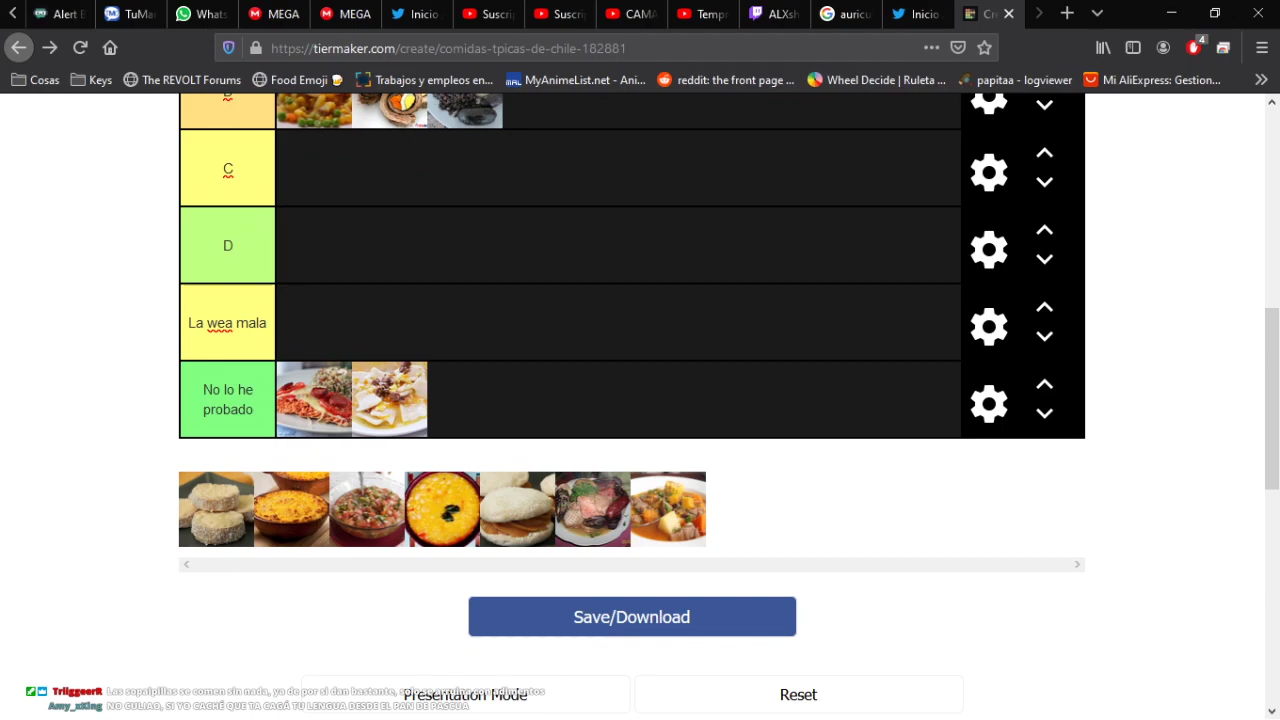 Alert B
TuMa
Whats
MEGA
MEGA
Inicio
Suscri
Suscri
CAMA
Tempr
ALXsh
auricu
Inicio
Cre
https://tiermaker.com/create/comidas-tpicas-de-chile-182881
4
Cosas
Keys
The REVOLT Forums
Food Emoji
Trabajos y empleos en...
MyAnimeList.net - Ani...
reddit: the front page ...
Wheel Decide | Ruleta ...
papitaa - logviewer
Mi AliExpress: Gestion...
B
C
D
La wea mala
No lo he
probado
Save/Download
Presentation Mode
Reset
TriIggeerR Las sopaipillas se comen sin nada, ya de por si dan bastante,
Amy_xXing NO CULIAO, SI YO CACHÉ QUE TA CAGÁ TU LENGUA DESDE EL PAN DE PASCUA